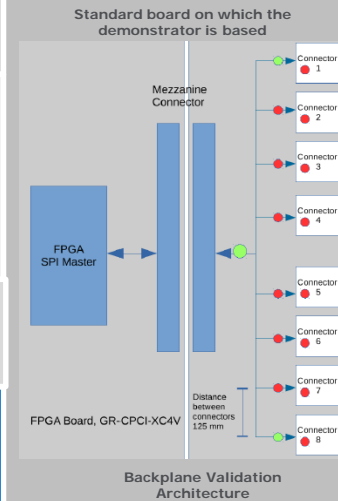 Standard board on which the
demonstrator is based
Connector
1
Mezzanine
Connector
Connector
2
Connector
3
Connector
4
FPGA
SPI Master
Connector
5
Connector
6
Connector
7
Distance
between
connectors
125 mm
FPGA Board, GR-CPCI-XC4V
Connector
8
Backplane Validation
Architecture